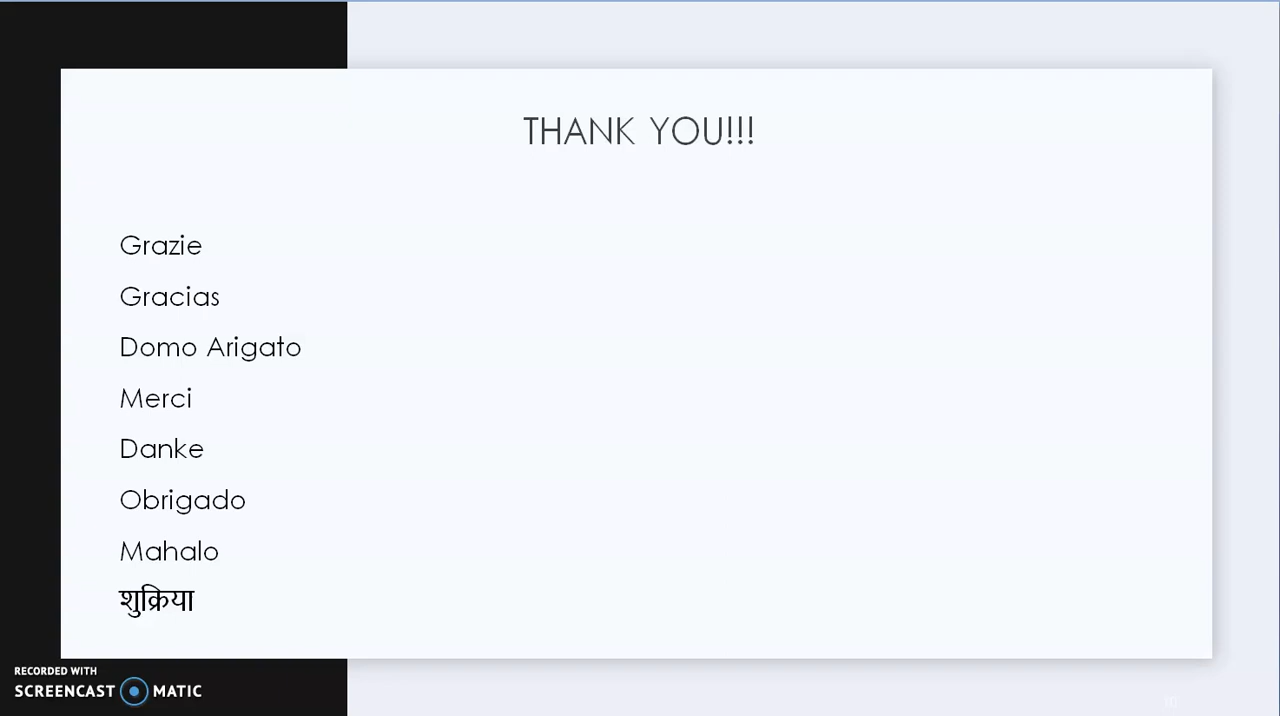 THANK YOU!!!
Grazie
Gracias
Domo Arigato
Merci
Danke
Obrigado
Mahalo
शुक्रिया
RECORDED WITH
SCREENCAST MATIC